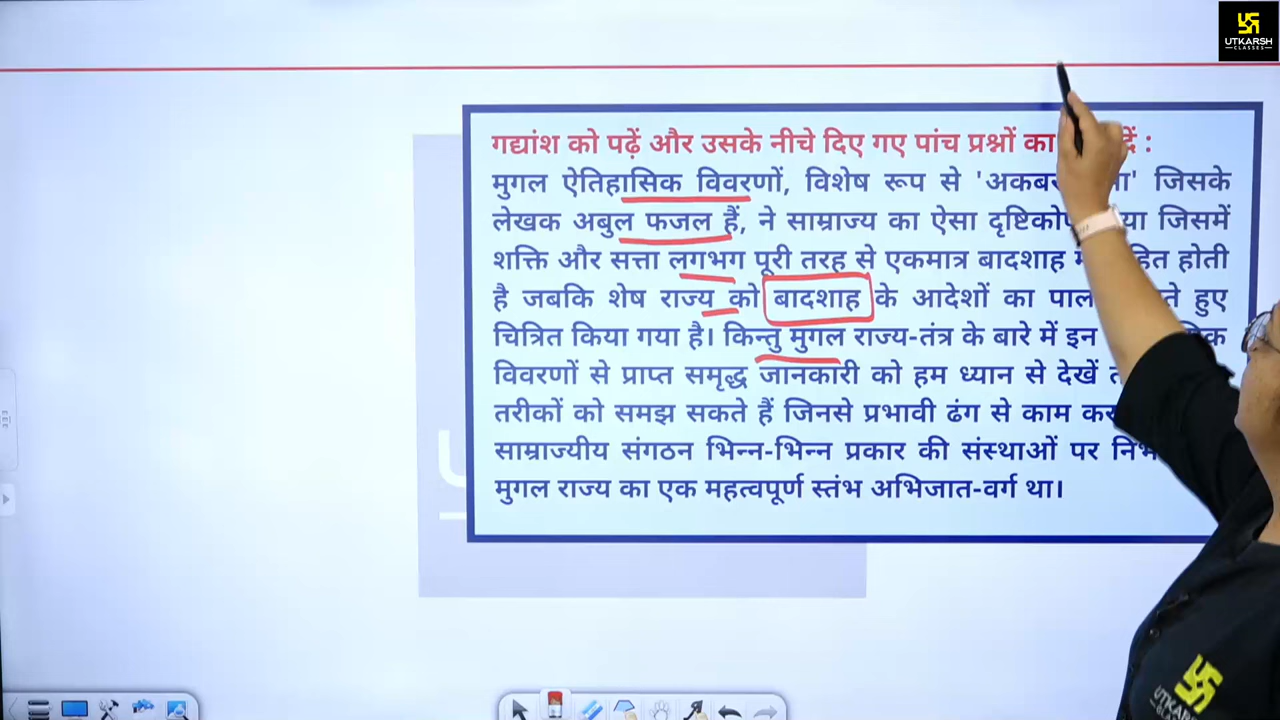 UTKARSH
CLASSES
गद्यांश को पढ़ें और उसके नीचे दिए गए पांच प्रश्नों का दें :
मुगल ऐतिहासिक विवरणों, विशेष रूप से जिसके
लेखक अबुल फजल हैं, ने साम्राज्य का ऐसा जिसमें
शक्ति और सत्ता लगभग पूरी तरह से एकमात्र बादशाह होती
है जबकि शेष राज्य को बादशाह के आदेशों का हुए
चित्रित किया गया है। किन्तु मुगल राज्य-तंत्र के बारे में इन
विवरणों से प्राप्त समृद्ध जानकारी को हम ध्यान से देखें
तरीकों को समझ सकते हैं जिनसे प्रभावी ढंग से काम
साम्राज्यीय संगठन भिन्न-भिन्न प्रकार की संस्थाओं पर
मुगल राज्य का एक महत्वपूर्ण स्तंभ अभिजात-वर्ग था।